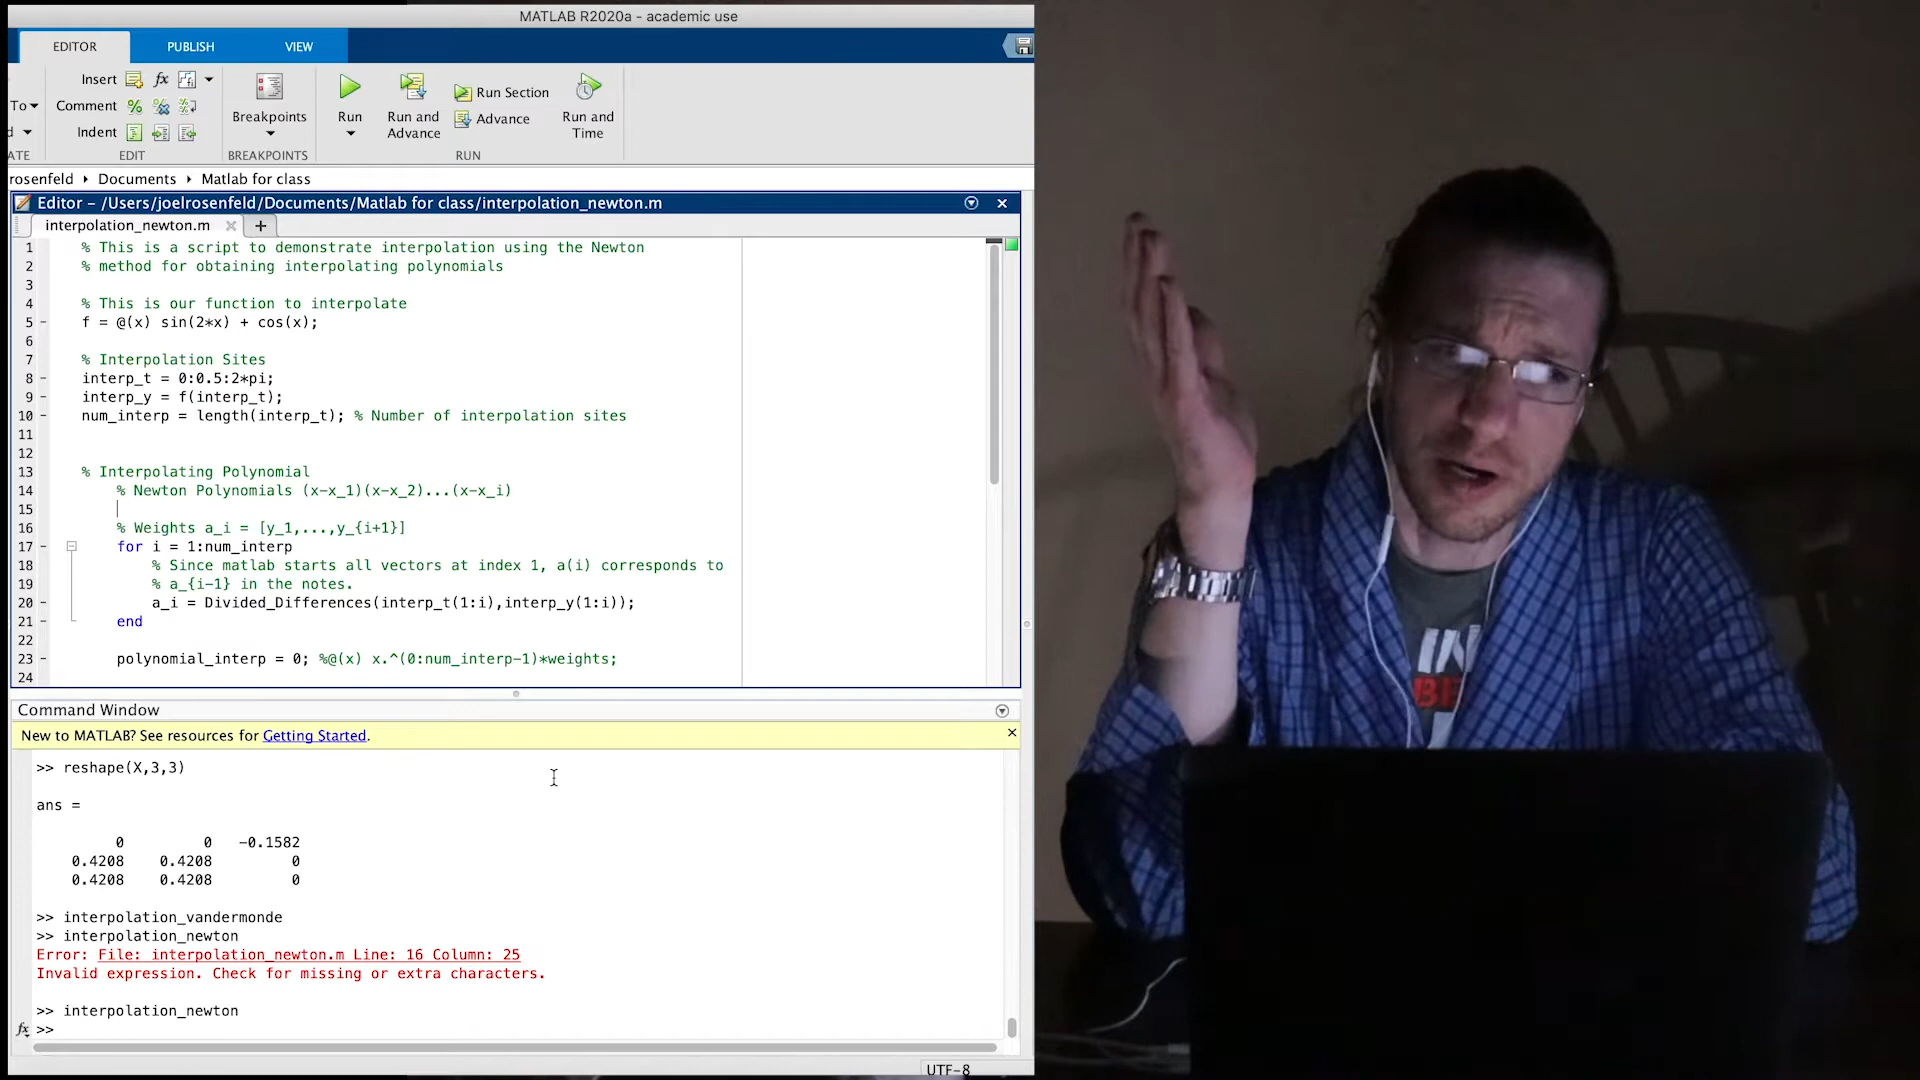 MATLAB R2020a - academic use
EDITOR PUBLISH VIEW
Insert fx
To Comment
Indent
Breakpoints
Run
Run and Advance
Run Section
Advance
Run and Time
ATE EDIT BREAKPOINTS RUN
rosenfeld Documents Matlab for class
Editor – /Users/joelrosenfeld/Documents/Matlab for class/interpolation_newton.m
interpolation_newton.m
1 % This is a script to demonstrate interpolation using the Newton
2 % method for obtaining interpolating polynomials
3
4 % This is our function to interpolate
5 – f = @(x) sin(2*x) + cos(x);
6
7 % Interpolation Sites
8 – interp_t = 0:0.5:2*pi;
9 – interp_y = f(interp_t);
10 – num_interp = length(interp_t); % Number of interpolation sites
11
12
13 % Interpolating Polynomial
14 % Newton Polynomials (x-x_1)(x-x_2)...(x-x_i)
15
16 % Weights a_i = [y_1,...,y_{i+1}]
17 – for i = 1:num_interp
18 % Since matlab starts all vectors at index 1, a(i) corresponds to
19 % a_{i-1} in the notes.
20 – a_i = Divided_Differences(interp_t(1:i),interp_y(1:i));
21 – end
22
23 – polynomial_interp = 0; %@(x) x.^(0:num_interp-1)*weights;
24
Command Window
New to MATLAB? See resources for Getting Started.
>> reshape(X,3,3)
ans =
0 0 -0.1582
0.4208 0.4208 0
0.4208 0.4208 0
>> interpolation_vandermonde
>> interpolation_newton
Error: File: interpolation_newton.m Line: 16 Column: 25
Invalid expression. Check for missing or extra characters.
>> interpolation_newton
fx >>
UTF-8